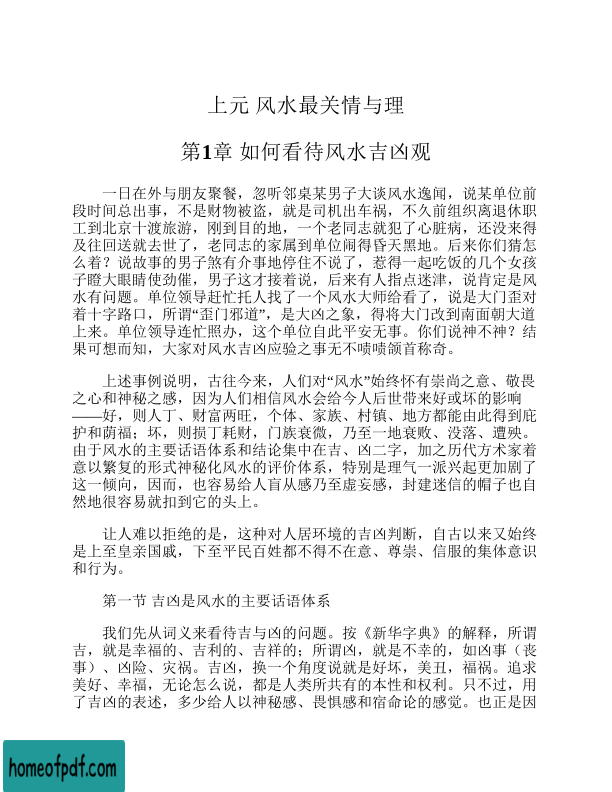 上元 风水最关情与理
第1章 如何看待风水吉凶观
一日在外与朋友聚餐，忽听邻桌某男子大谈风水逸闻，说某单位前
段时间总出事，不是财物被盗，就是司机出车祸，不久前组织离退休职
工到北京十渡旅游，刚到目的地，一个老同志就犯了心脏病，还没来得
及往回送就去世了，老同志的家属到单位闹得昏天黑地。后来你们猜怎
么着？说故事的男子煞有介事地停住不说了，惹得一起吃饭的几个女孩
子瞪大眼睛使劲催，男子这才接着说，后来有人指点迷津，说肯定是风
水有问题。单位领导赶忙托人找了一个风水大师给看了，说是大门歪对
着十字路口，所谓“歪门邪道”，是大凶之象，得将大门改到南面朝大道
上来。单位领导连忙照办，这个单位自此平安无事。你们说神不神？结
果可想而知，大家对风水吉凶应验之事无不啧啧颌首称奇。
上述事例说明，古往今来，人们对“风水”始终怀有崇尚之意、敬畏
之心和神秘之感，因为人们相信风水会给今人后世带来好或坏的影响
——好，则人丁、财富两旺，个体、家族、村镇、地方都能由此得到庇
护和荫福；坏，则损丁耗财，门族衰微，乃至一地衰败、没落、遭殃。
由于风水的主要话语体系和结论集中在吉、凶二字，加之历代方术家着
意以繁复的形式神秘化风水的评价体系，特别是理气一派兴起更加剧了
这一倾向，因而，也容易给人盲从感乃至虚妄感，封建迷信的帽子也自
然地很容易就扣到它的头上。
让人难以拒绝的是，这种对人居环境的吉凶判断，自古以来又始终
是上至皇亲国戚，下至平民百姓都不得不在意、尊崇、信服的集体意识
和行为。
第一节 吉凶是风水的主要话语体系
我们先从词义来看待吉与凶的问题。按《新华字典》的解释，所谓
吉，就是幸福的、吉利的、吉祥的；所谓凶，就是不幸的，如凶事（丧
事）、凶险、灾祸。吉凶，换一个角度说就是好坏，美丑，福祸。追求
美好、幸福，无论怎么说，都是人类所共有的本性和权利。只不过，用
了吉凶的表述，多少给人以神秘感、畏惧感和宿命论的感觉。也正是因
homeofpdf.com